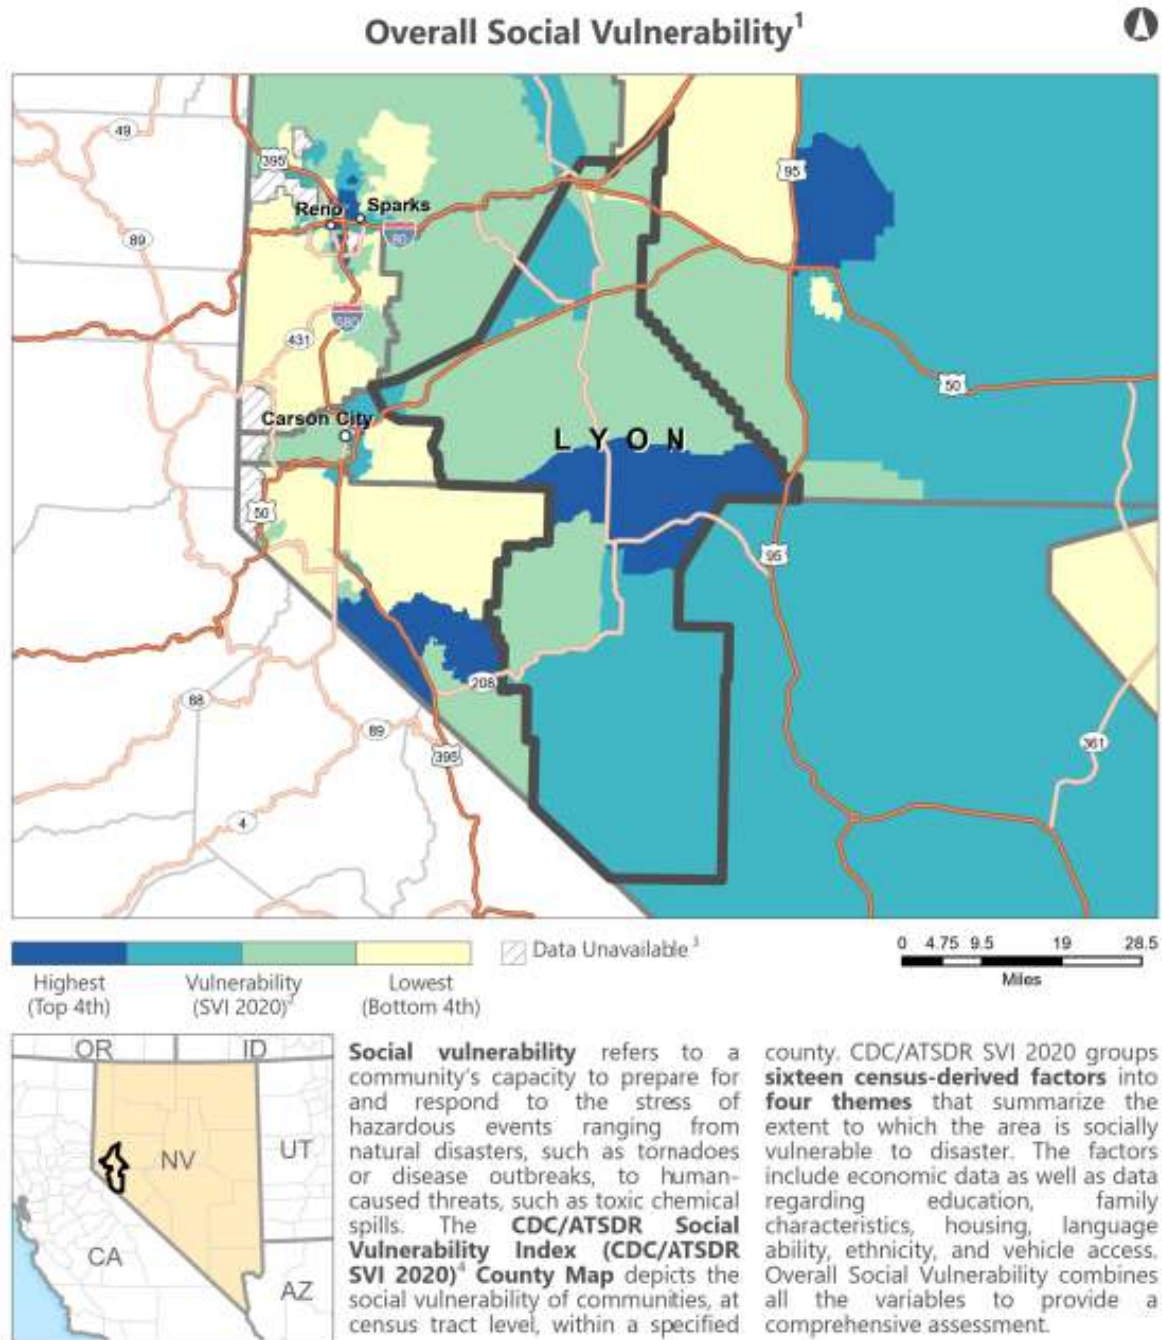 Overall Social Vulnerability1
49
395
95
Reno
Sparks
89
80
580
431
50
Carson City
LYON
50
95
208
88
89
395
361
4
Data Unavailable 3
0 4.75 9.5 19 28.5
Miles
Highest
(Top 4th)
Vulnerability
(SVI 2020)2
Lowest
(Bottom 4th)
OR
ID
NV
UT
CA
AZ
Social vulnerability refers to a
community's capacity to prepare for
and respond to the stress of
hazardous events ranging from
natural disasters, such as tornadoes
or disease outbreaks, to human-
caused threats, such as toxic chemical
spills. The CDC/ATSDR Social
Vulnerability Index (CDC/ATSDR
SVI 2020)4 County Map depicts the
social vulnerability of communities, at
census tract level, within a specified
county. CDC/ATSDR SVI 2020 groups
sixteen census-derived factors into
four themes that summarize the
extent to which the area is socially
vulnerable to disaster. The factors
include economic data as well as data
regarding education, family
characteristics, housing, language
ability, ethnicity, and vehicle access.
Overall Social Vulnerability combines
all the variables to provide a
comprehensive assessment.